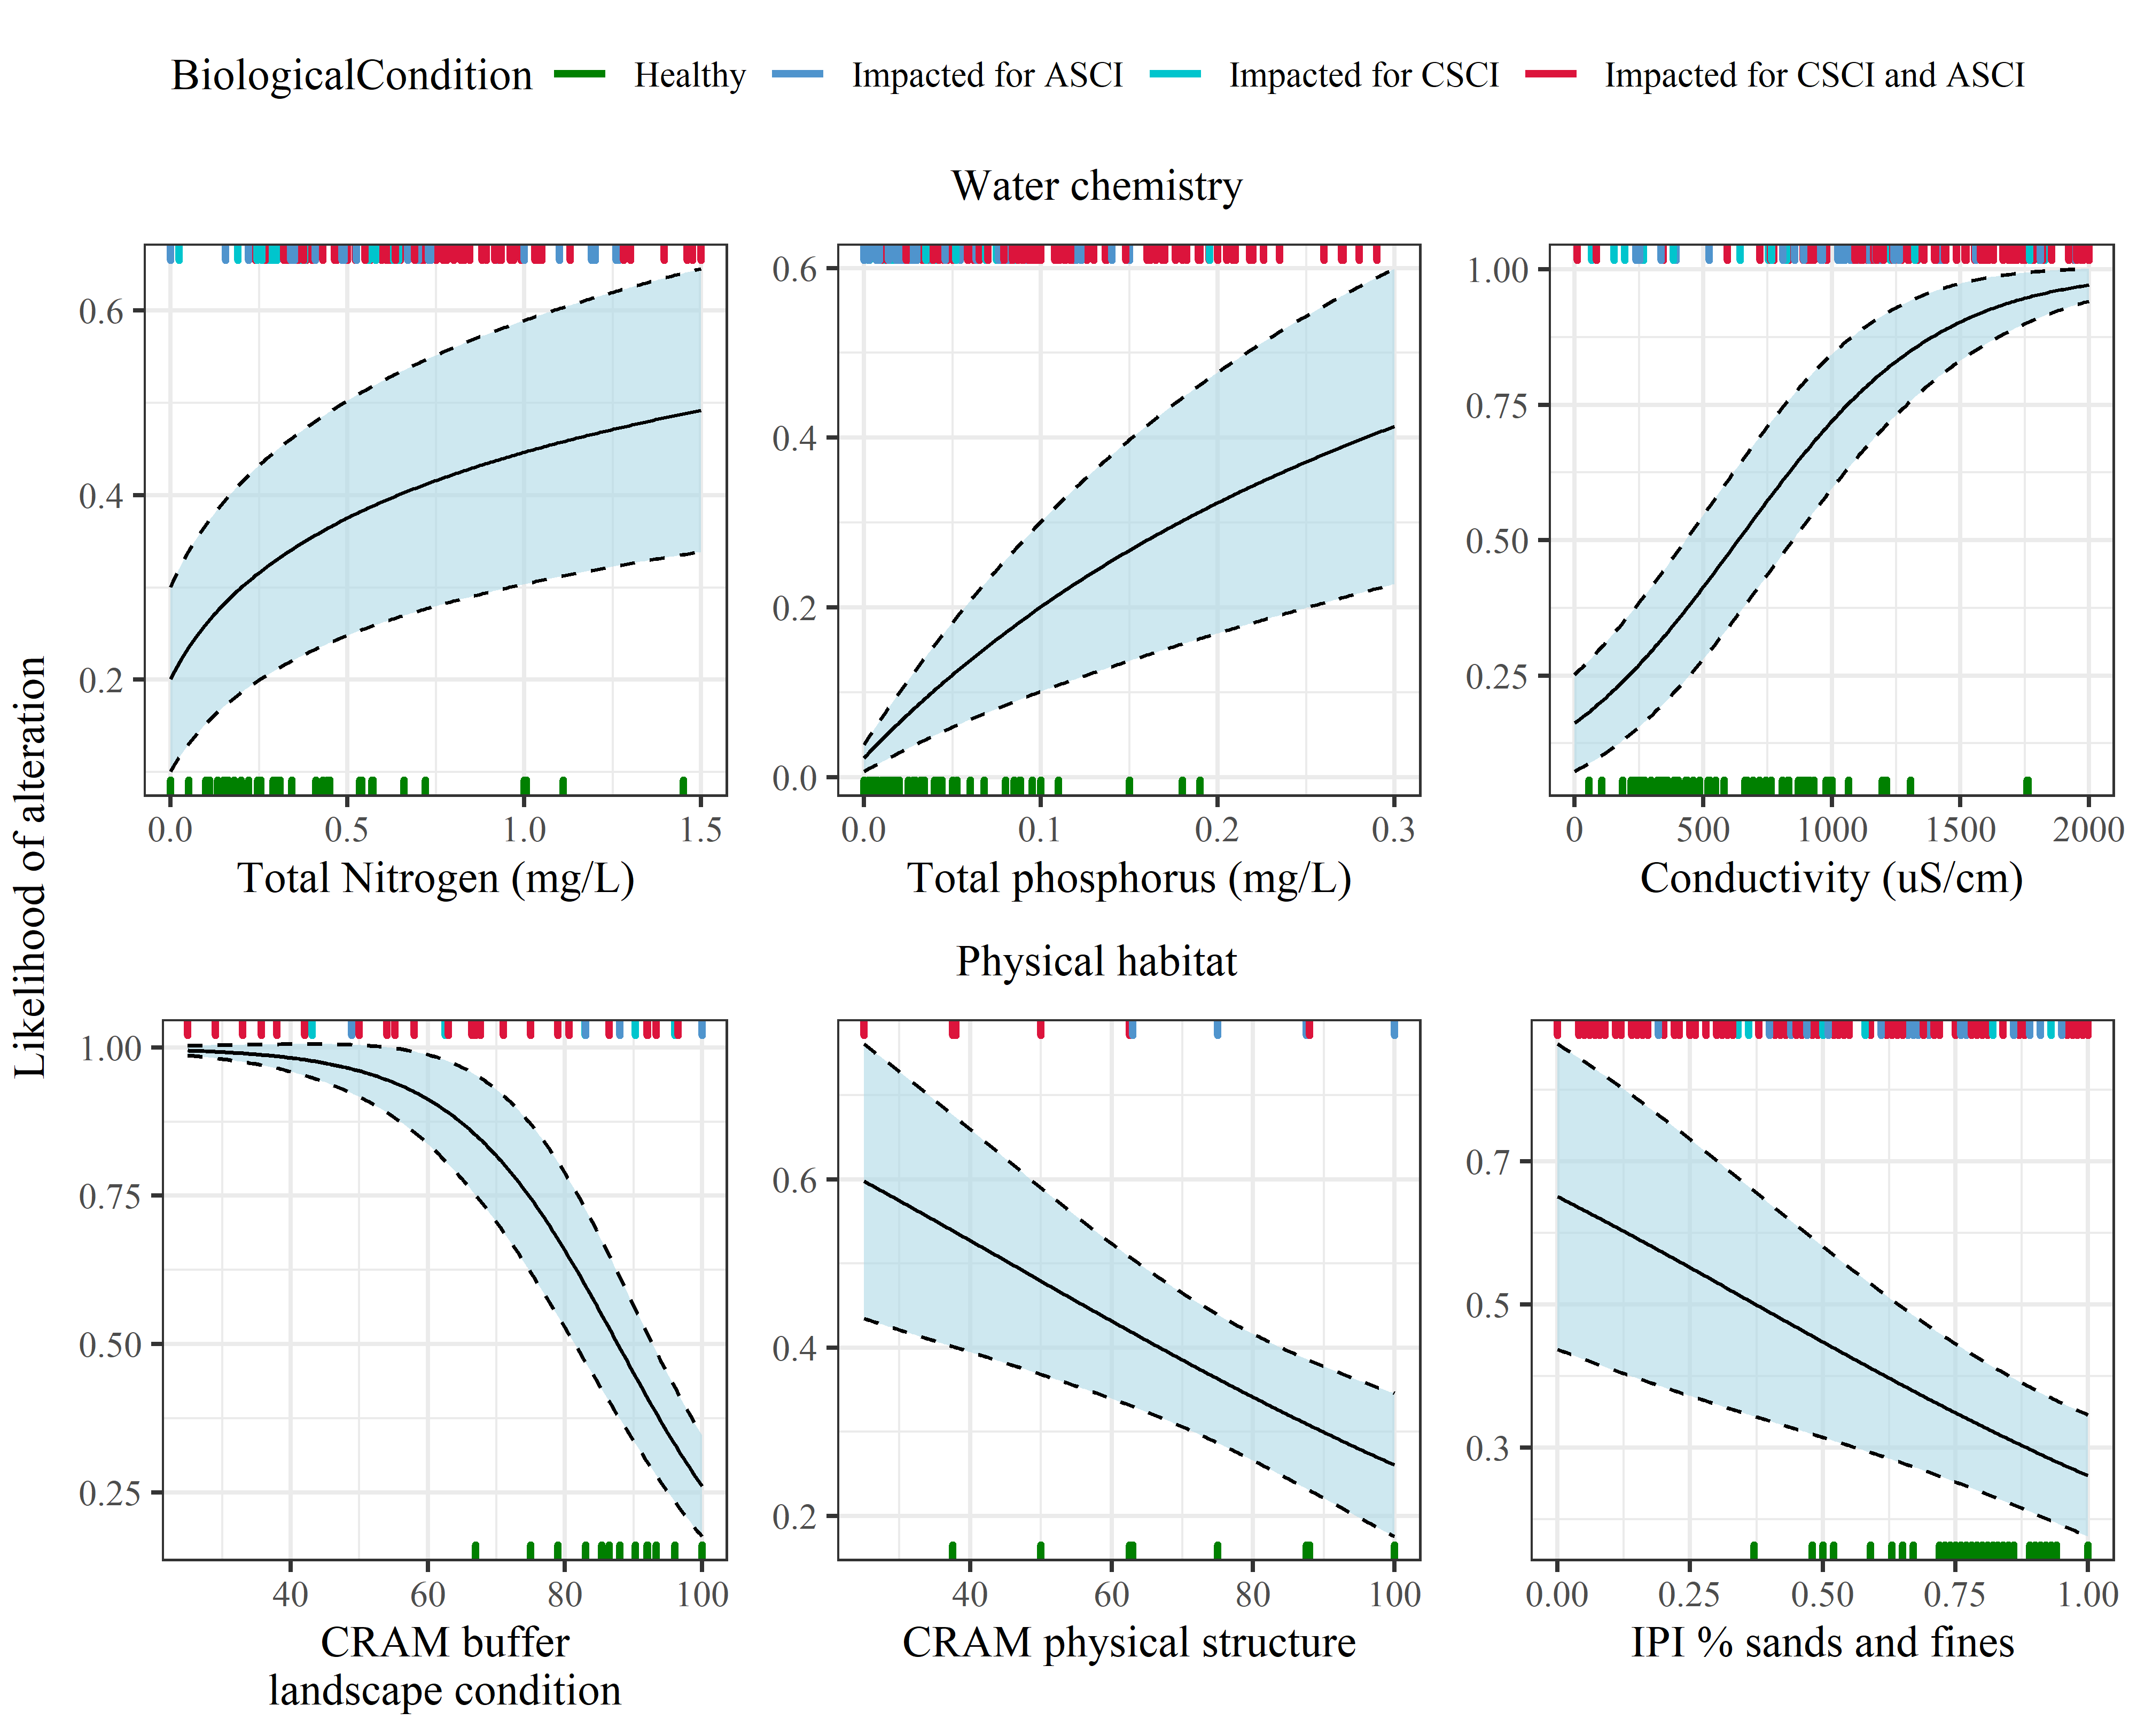 BiologicalCondition Healthy Impacted for ASCI Impacted for CSCI Impacted for CSCI and ASCI
Likelihood of alteration
Water chemistry
0.6
0.4
0.2
0.0 0.5 1.0 1.5
Total Nitrogen (mg/L)
0.6
0.4
0.2
0.0
0.0 0.1 0.2 0.3
Total phosphorus (mg/L)
1.00
0.75
0.50
0.25
0 500 1000 1500 2000
Conductivity (uS/cm)
Physical habitat
1.00
0.75
0.50
0.25
40 60 80 100
CRAM buffer
landscape condition
0.6
0.4
0.2
40 60 80 100
CRAM physical structure
0.7
0.5
0.3
0.00 0.25 0.50 0.75 1.00
IPI % sands and fines